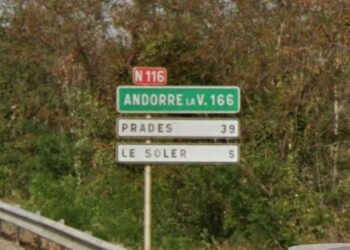 N 116
ANDORRE LA V. 166
PRADES 39
LE SOLER 5